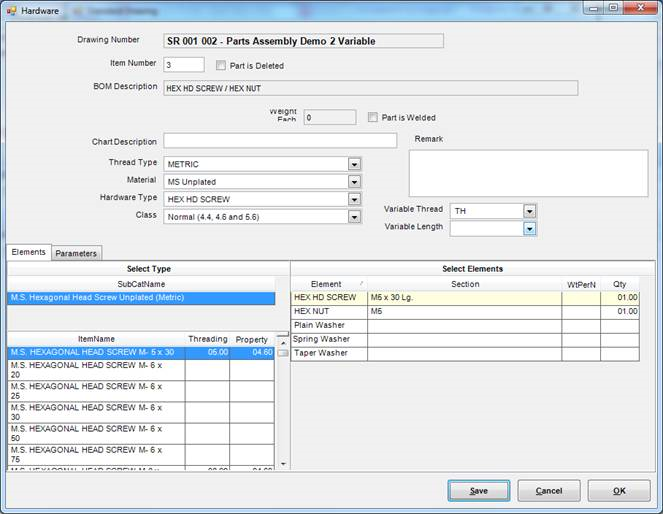 Hardware
Drawing Number SR 001 002 - Parts Assembly Demo 2 Variable
Item Number 3 Part is Deleted
BOM Description HEX HD SCREW / HEX NUT
Weight Each 0 Part is Welded
Chart Description Remark
Thread Type METRIC
Material MS Unplated
Hardware Type HEX HD SCREW
Class Normal (4.4, 4.6 and 5.6)
Variable Thread TH
Variable Length
Elements Parameters
Select Type
SubCatName
M.S. Hexagonal Head Screw Unplated (Metric)
ItemName Threading Property
M.S. HEXAGONAL HEAD SCREW M- 5 x 30 05.00 04.60
M.S. HEXAGONAL HEAD SCREW M- 6 x
20
M.S. HEXAGONAL HEAD SCREW M- 6 x
25
M.S. HEXAGONAL HEAD SCREW M- 6 x
30
M.S. HEXAGONAL HEAD SCREW M- 6 x
50
M.S. HEXAGONAL HEAD SCREW M- 6 x
75
Select Elements
Element Section WtPerN Qty
HEX HD SCREW M5 x 30 Lg. 01.00
HEX NUT M5 01.00
Plain Washer
Spring Washer
Taper Washer
Save Cancel OK